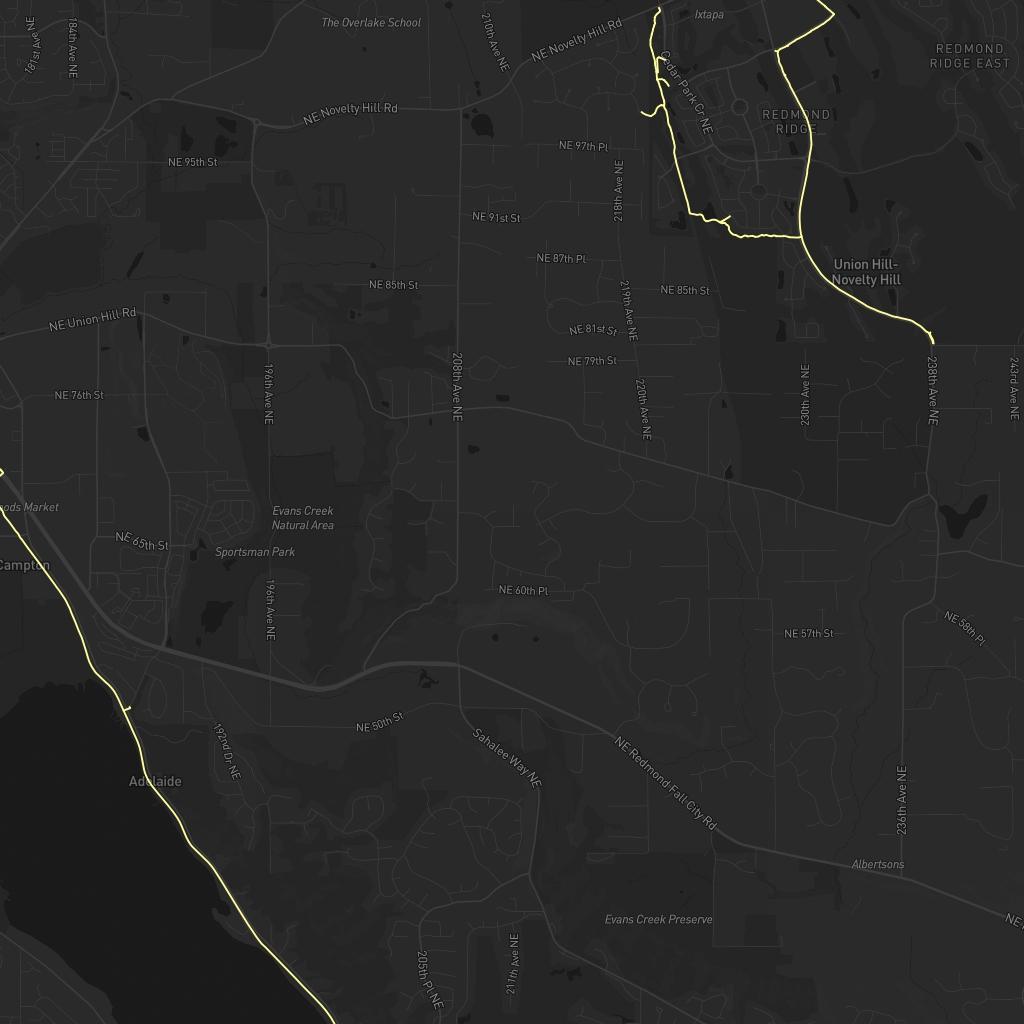 Ixtapa
The Overlake School
210th Ave NE
NE Novelty Hill Rd
181st Ave NE
184th Ave NE
REDMOND
RIDGE EAST
Cedar Park Cr NE
NE Novelty Hill Rd
REDMOND
RIDGE
NE 97th Pl
NE 95th St
218th Ave NE
NE 91st St
NE 87th Pl
Union Hill-
Novelty Hill
NE 85th St
NE 85th St
219th Ave NE
NE Union Hill Rd
NE 81st St
NE 79th St
196th Ave NE
208th Ave NE
220th Ave NE
230th Ave NE
238th Ave NE
243rd Ave NE
NE 76th St
oods Market
Evans Creek
Natural Area
NE 65th St
Sportsman Park
Campton
196th Ave NE
NE 60th Pl
NE 57th St
NE 58th Pl
NE 50th St
192nd Dr NE
Sahalee Way NE
NE Redmond Fall City Rd
Adelaide
236th Ave NE
Albertsons
Evans Creek Preserve
NE
205th Pl NE
211th Ave NE